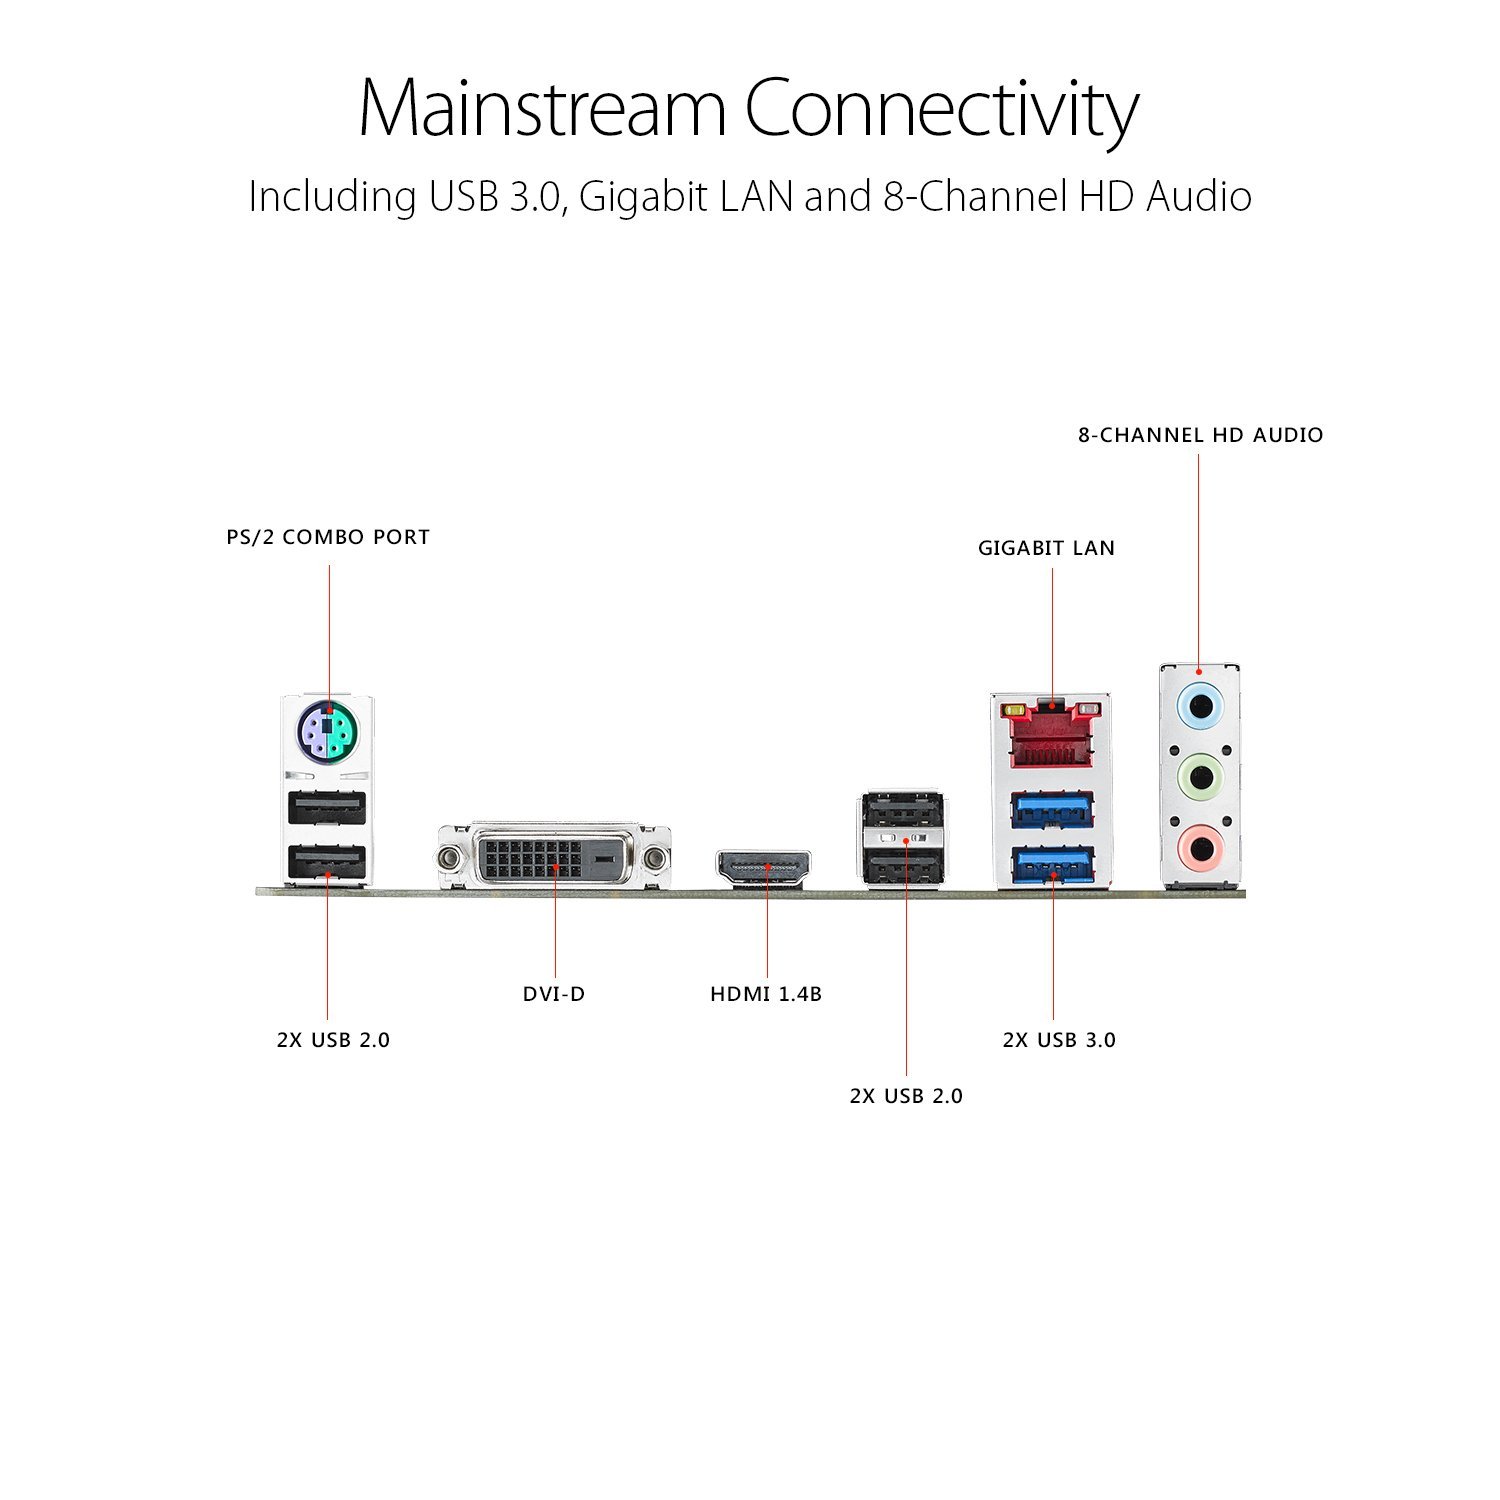 Mainstream Connectivity
Including USB 3.0, Gigabit LAN and 8-Channel HD Audio
8-CHANNEL HD AUDIO
PS/2 COMBO PORT
GIGABIT LAN
DVI-D
HDMI 1.4B
2X USB 2.0
2X USB 3.0
2X USB 2.0